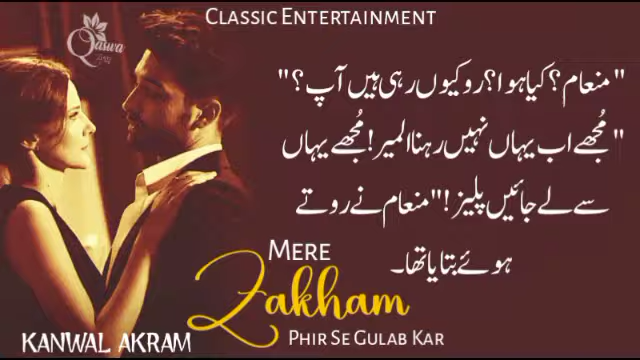 CLASSIC ENTERTAINMENT
Qaswa
"منعام؟ کیا ہوا؟ رو کیوں رہی ہیں آپ؟"
"مُجھے اب یہاں نہیں رہنا المیر! مُجھے یہاں
سے لے جائیں پلیز!" منعام نے روتے
ہوئے بتایا تھا۔
MERE
Zakham
PHIR SE GULAB KAR
KANWAL AKRAM